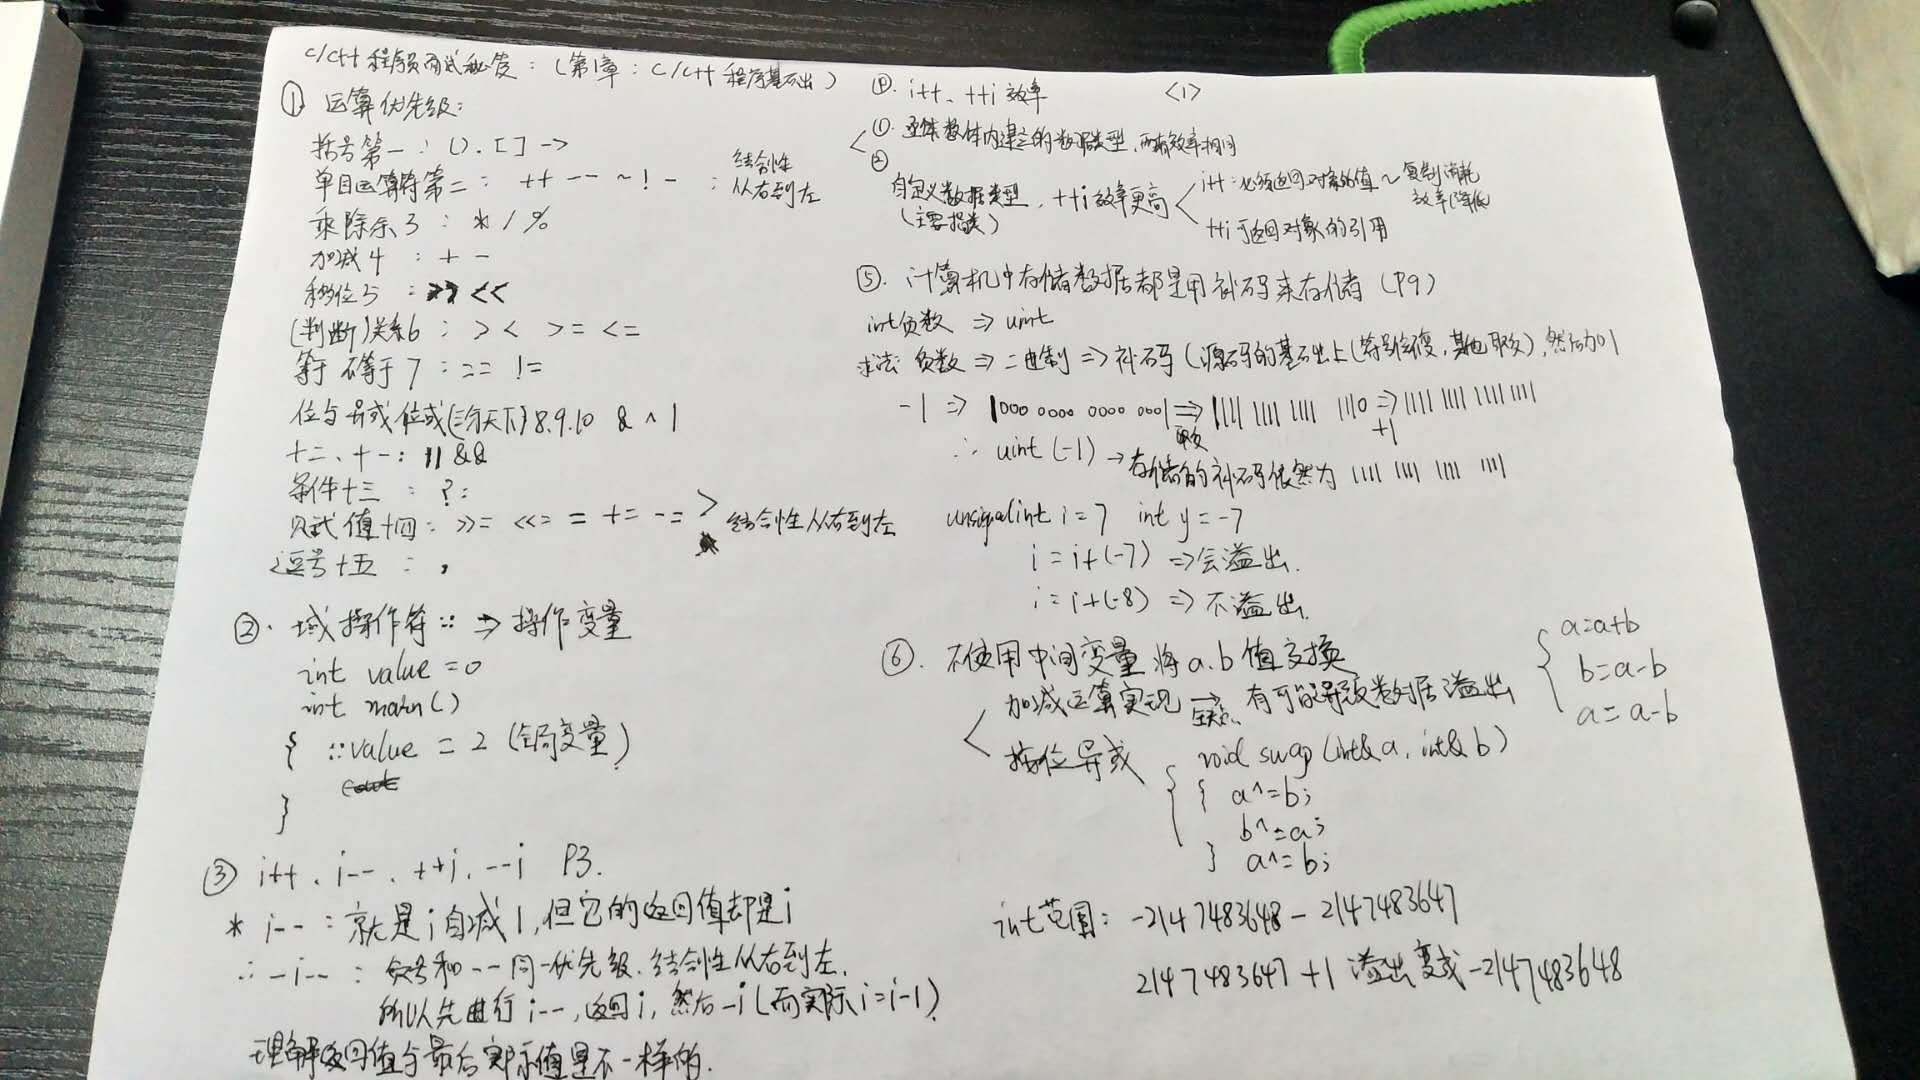 C/C++ 程序员面试秘笈：(第1章：C/C++ 程序基础)
① 运算优先级：
括号第一：(). [] ->
单目运算符第二： ++ -- ~ ! - ： 结合性从右到左
乘除余3 ： * / %
加减4 ： + -
移位5 ： >> <<
(判断)关系6 ： > < >= <=
等于 不等于7 ：== !=
位与 异或 位或(三分天下)8.9.10 & ^ |
十二、十一： || &&
条件十三 ： ? :
赋值十四： >>= <<= = += -= > 结合性从右到左
逗号十五 ： ,
②. 域操作符:: ⇒ 操作变量
int value = 0
int main()
{ ::value = 2 (全局变量)
cout
}
③ i++、i--、++i、--i P3.
* i-- ：就是i自减1,但它的返回值却是i
∴ -i-- ： 负号和--同一优先级.结合性从右到左.
所以先进行i--,返回i,然后-i(而实际i=i-1)
理解返回值与最后实际值是不一样的.
④. i++、++i 效率 <1>
①. 内建的数据类型,两者效率相同
② 自定义数据类型, ++i效率更高
(主要指类)
i++：必须返回对象的值~复制消耗 效率降低
++i可返回对象的引用
⑤. 计算机中存储数据都是用补码来存储 (P9)
int负数 ⇒ uint
求法: 负数 ⇒ 二进制 ⇒ 补码 (源码的基础上(符号位不变,其他取反),然后加1
-1 ⇒ 1000 0000 0000 0001 ⇒取反 1111 1111 1111 1110 ⇒+1 1111 1111 1111 1111
∴ uint (-1) → 存储的补码依然为 1111 1111 1111 1111
unsigned int i = 7 int y = -7
i = i+(-7) ⇒会溢出.
i = i+(-8) ⇒ 不溢出.
⑥. 不使用中间变量将a.b值交换
加减运算实现 →缺点. 有可能导致数据溢出
a=a+b
b=a-b
a=a-b
按位异或
void swap (int& a, int& b)
{ a^=b;
b^=a;
} a^=b;
int范围： -2147483648 - 2147483647
2147483647 +1 溢出变成 -2147483648